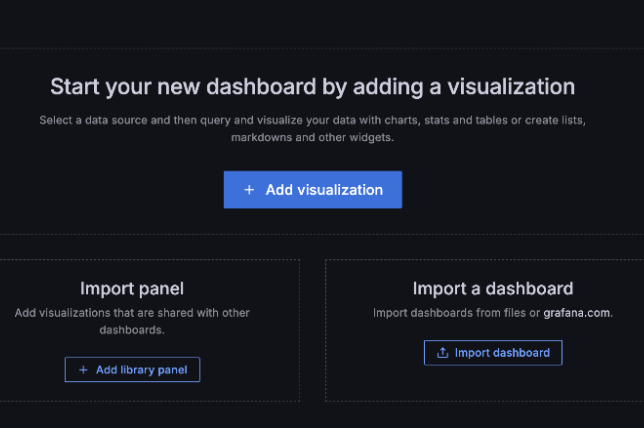 Start your new dashboard by adding a visualization
Select a data source and then query and visualize your data with charts, stats and tables or create lists,
markdowns and other widgets.
+ Add visualization
Import panel
Add visualizations that are shared with other
dashboards.
+ Add library panel
Import a dashboard
Import dashboards from files or grafana.com.
Import dashboard